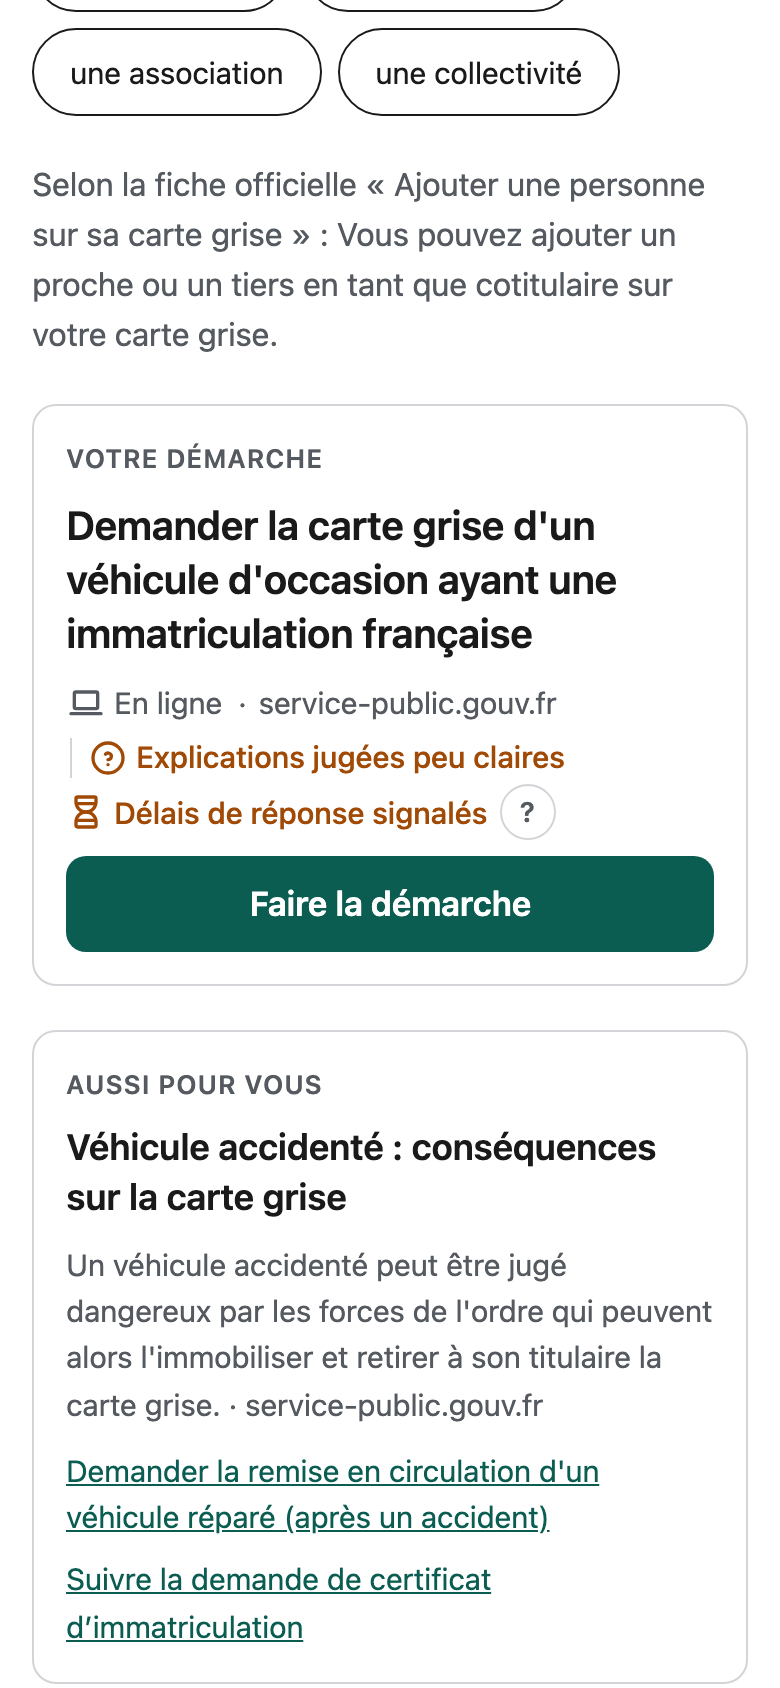 une association
une collectivité
Selon la fiche officielle « Ajouter une personne
sur sa carte grise » : Vous pouvez ajouter un
proche ou un tiers en tant que cotitulaire sur
votre carte grise.
VOTRE DÉMARCHE
Demander la carte grise d'un
véhicule d'occasion ayant une
immatriculation française
En ligne · service-public.gouv.fr
? Explications jugées peu claires
Délais de réponse signalés ?
Faire la démarche
AUSSI POUR VOUS
Véhicule accidenté : conséquences
sur la carte grise
Un véhicule accidenté peut être jugé
dangereux par les forces de l'ordre qui peuvent
alors l'immobiliser et retirer à son titulaire la
carte grise. · service-public.gouv.fr
Demander la remise en circulation d'un
véhicule réparé (après un accident)
Suivre la demande de certificat
d’immatriculation